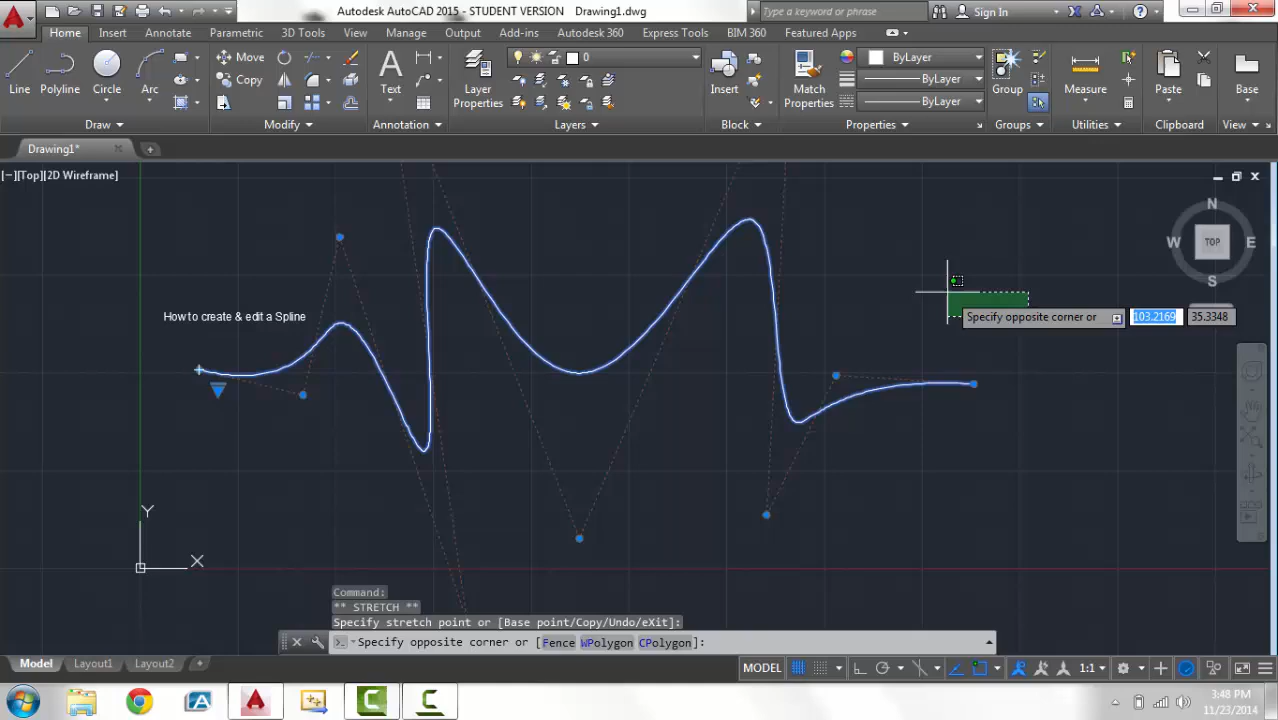 Autodesk AutoCAD 2015 - STUDENT VERSION    Drawing1.dwg
Type a keyword or phrase
Sign In
Home Insert Annotate Parametric 3D Tools View Manage Output Add-ins Autodesk 360 Express Tools BIM 360 Featured Apps
Line Polyline Circle Arc
Move
Copy
Text
Layer Properties
0
Insert
Match Properties
ByLayer
ByLayer
ByLayer
Group
Measure
Paste
Base
Draw Modify Annotation Layers Block Properties Groups Utilities Clipboard View
Drawing1*
[−][Top][2D Wireframe]
N
W TOP E
S
How to create & edit a Spline
Specify opposite corner or 103.2169 35.3348
Y
X
Command:
** STRETCH **
Specify stretch point or [Base point/Copy/Undo/eXit]:
Specify opposite corner or [Fence WPolygon CPolygon]:
Model Layout1 Layout2 +
MODEL 1:1
3:48 PM
11/23/2014